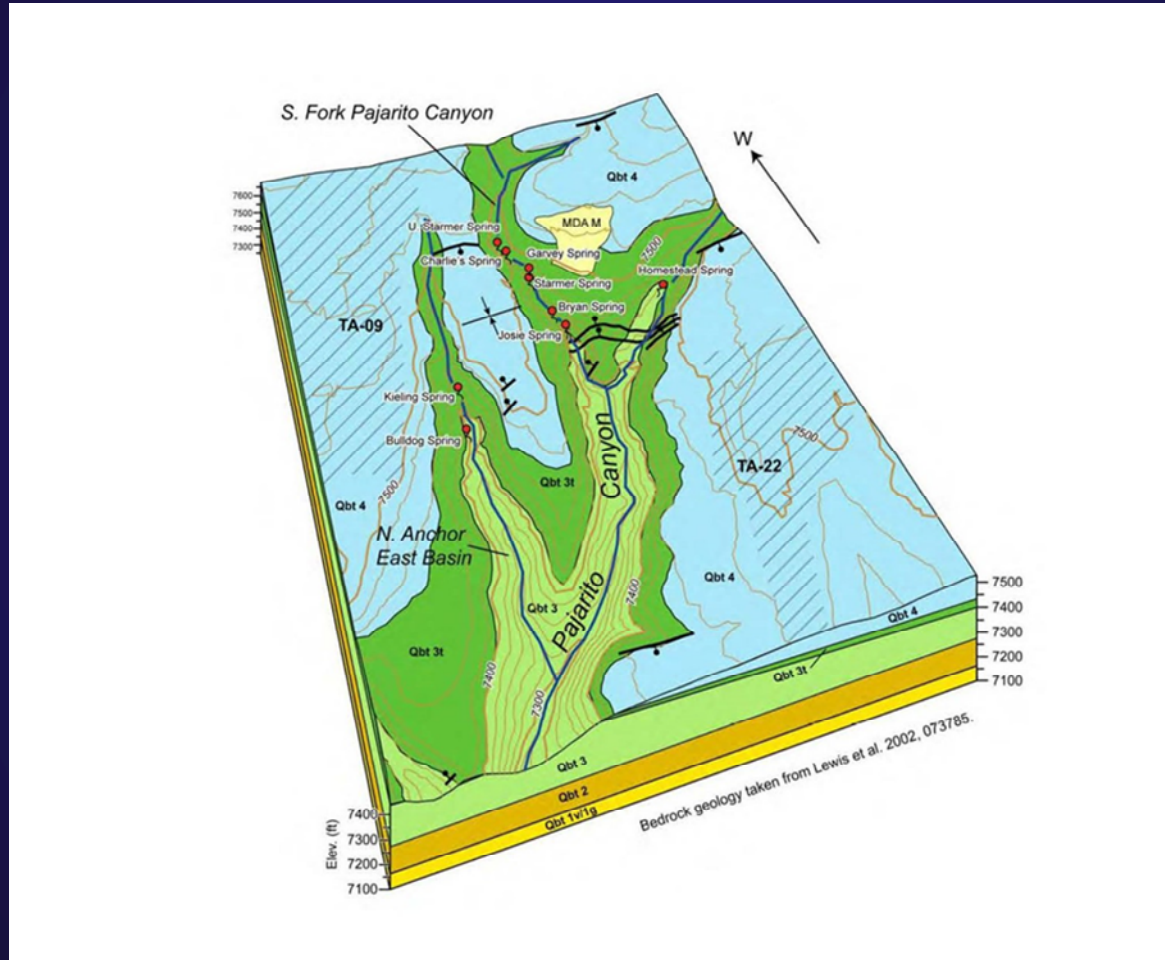 S. Fork Pajarito Canyon
W
Qbt 4
7600
7500
7400
7300
U. Starmer Spring
MDA M
7500
Charlie's Spring
Garvey Spring
Homestead Spring
Starmer Spring
Bryan Spring
TA-09
Josie Spring
Kieling Spring
7500
Bulldog Spring
Canyon
TA-22
Qbt 3t
7500
Qbt 4
N. Anchor
East Basin
Qbt 4
7500
7400
7300
7200
7100
7400
Qbt 3
Pajarito
Qbt 4
Qbt 3t
7400
Qbt 3t
7300
Qbt 3
Qbt 2
Qbt 1v/1g
Bedrock geology taken from Lewis et al. 2002, 073785.
Elev. (ft)
7400
7300
7200
7100